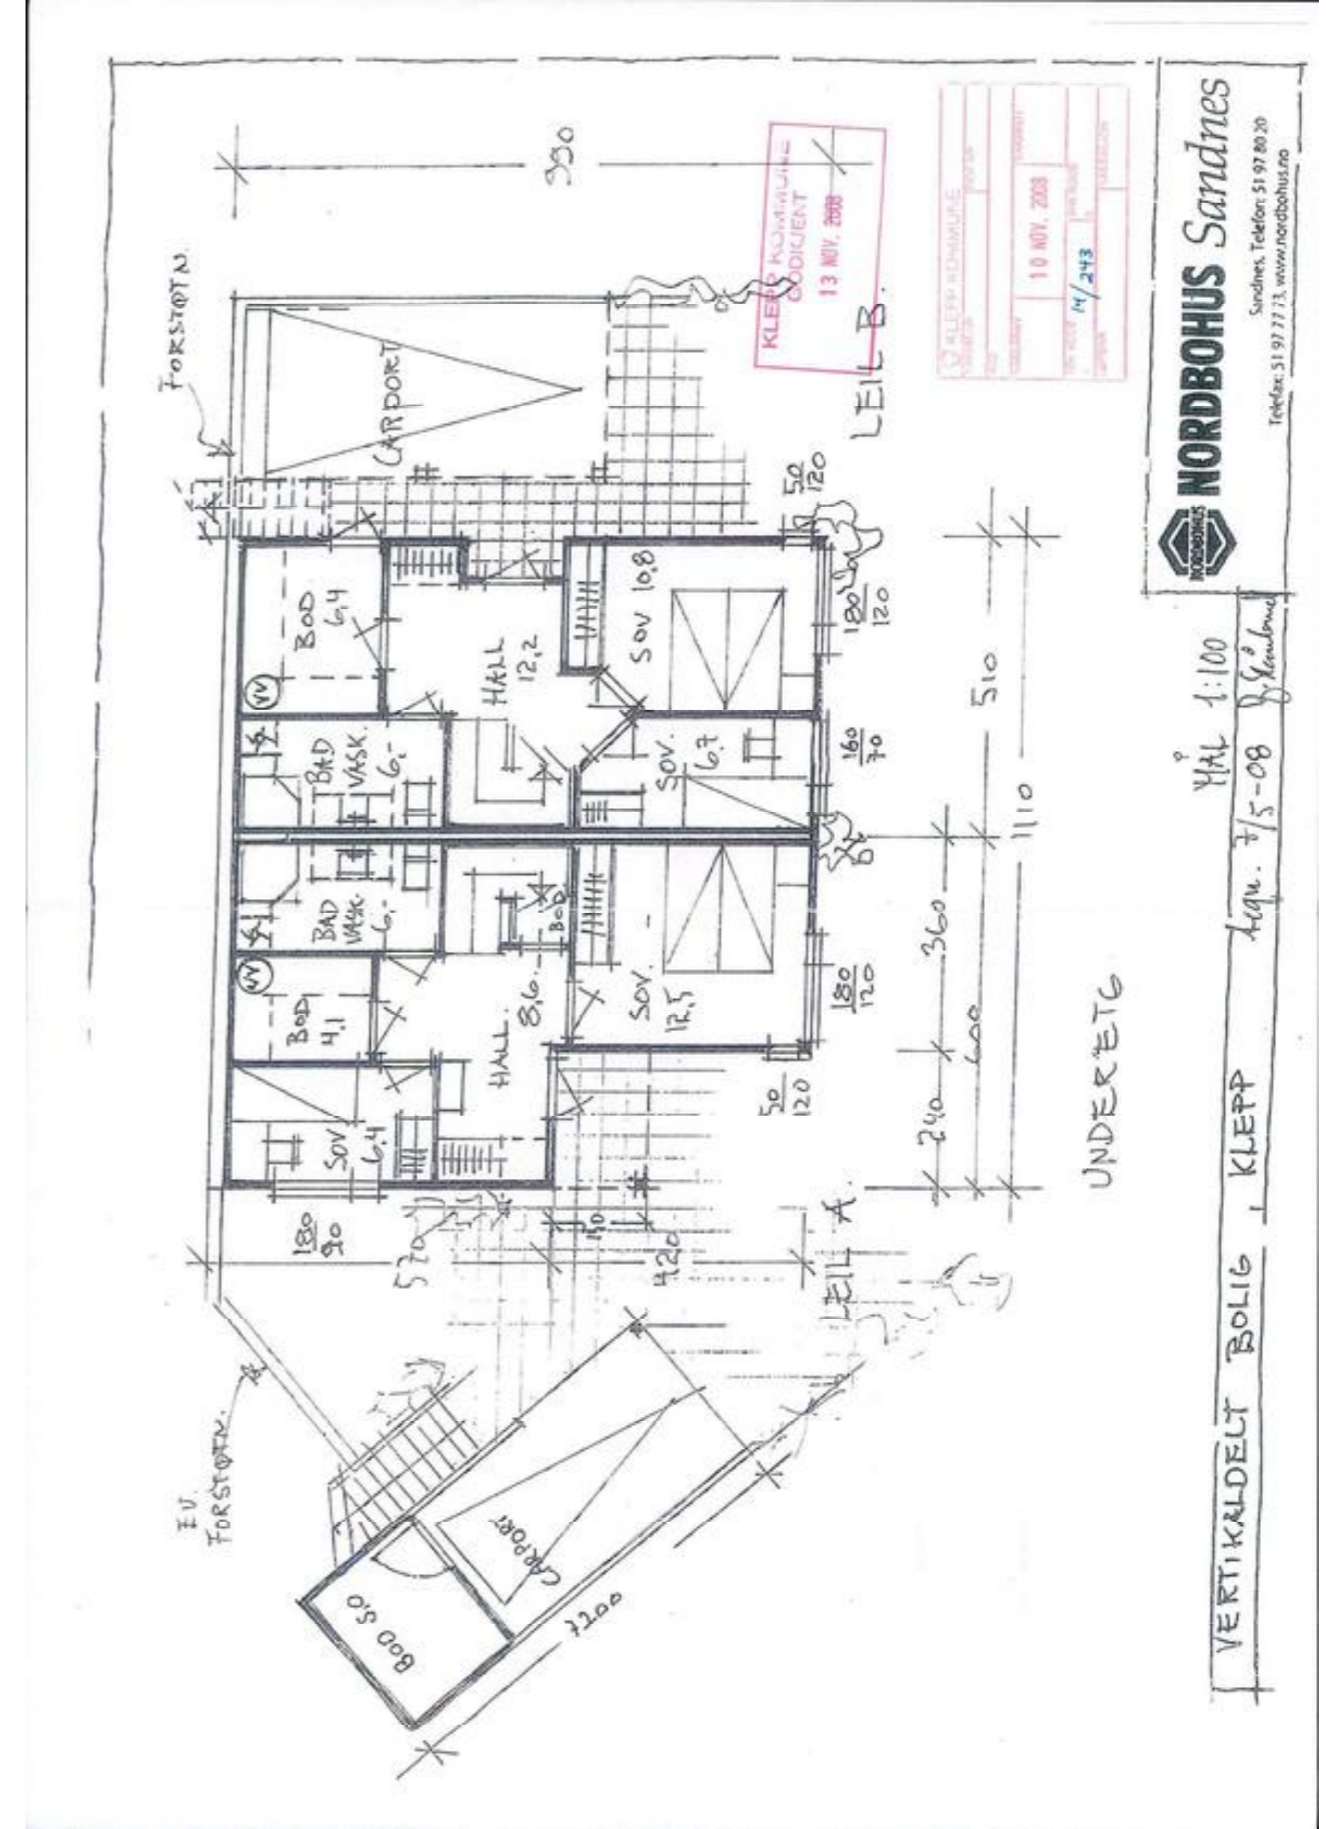 FORSTØTN.
EV.
FORSTØTN.
CARPORT
990
BOD
6,4
VV
BAD
VASK.
6,-
HALL
12,2
SOV 10,8
SOV.
6,7
BAD
VASK.
6,-
VV
BOD
4,1
BOD
HALL.
8,6
SOV.
12,5
SOV
6,4
50
120
180
120
160
70
180
120
50
120
180
90
570
150
420
LEIL B.
LEIL A.
BOD 5,0
CARPORT
7200
240
360
600
510
1110
UNDERETG
KLEPP KOMMUNE
GODKJENT
13 NOV. 2008
KLEPP KOMMUNE
10 NOV. 2008
14/243
NORDBOHUS Sandnes
NORDBOHUS
Sandnes, Telefon: 51 97 80 20
Telefax: 51 97 77 73, www.nordbohus.no
MÅL 1:100
VERTIKALDELT BOLIG, KLEPP
tegn. 7/5-08